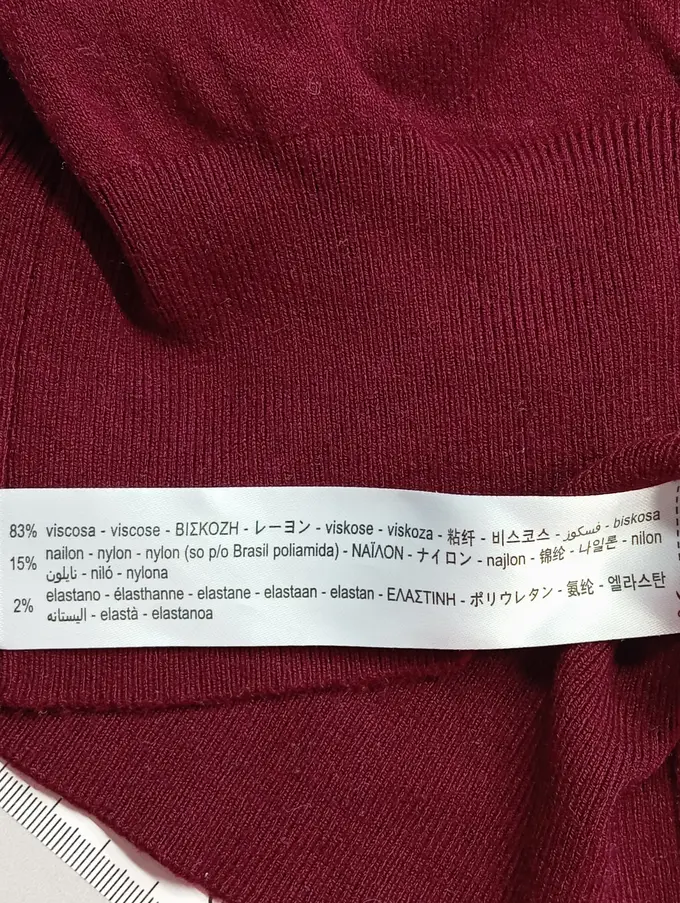 83% viscosa - viscose - ΒΙΣΚΟΖΗ - レーヨン - viskose - viskoza - 粘纤 - 비스코스 - فسكوز - biskosa
15% nailon - nylon - nylon (so p/o Brasil poliamida) - ΝΑΪΛΟΝ - ナイロン - najlon - 锦纶 - 나일론 - nilon
نايلون - niló - nylona
2% elastano - élasthanne - elastane - elastaan - elastan - ΕΛΑΣΤΙΝΗ - ポリウレタン - 氨纶 - 엘라스탄
اليستانه - elastà - elastanoa